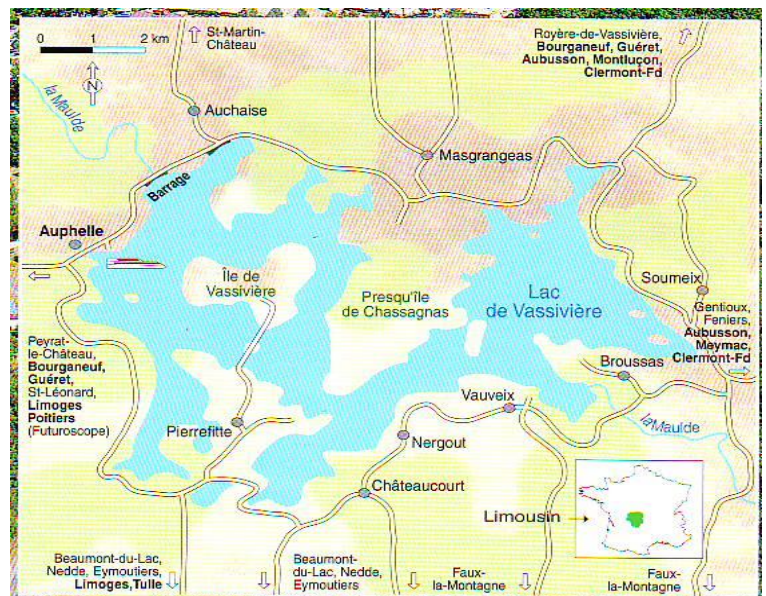 0 1 2 km
N
St-Martin-
Château
Royère-de-Vassivière,
Bourganeuf, Guéret,
Aubusson, Montluçon,
Clermont-Fd
la Maulde
Auchaise
Masgrangeas
Barrage
Auphelle
Île de
Vassivière
Presqu'île
de Chassagnas
Lac
de Vassivière
Soumeix
Gentioux,
Feniers,
Aubusson,
Meymac,
Clermont-Fd
Peyrat-
le-Château,
Bourganeuf,
Guéret,
St-Léonard,
Limoges
Poitiers
(Futuroscope)
Broussas
Vauveix
Pierrefitte
Nergout
la Maulde
Châteaucourt
Limousin
Beaumont-du-Lac,
Nedde, Eymoutiers,
Limoges,Tulle
Beaumont-
du-Lac, Nedde,
Eymoutiers
Faux-
la-Montagne
Faux-
la-Montagne